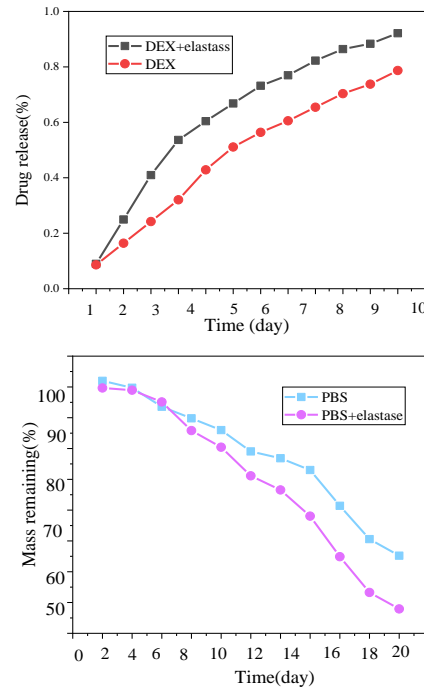 1.0
0.8
0.6
0.4
0.2
0.0
Drug release(%)
DEX+elastass
DEX
1 2 3 4 5 6 7 8 9 10
Time (day)
100
90
80
70
60
50
Mass remaining(%)
PBS
PBS+elastase
0 2 4 6 8 10 12 14 16 18 20
Time(day)